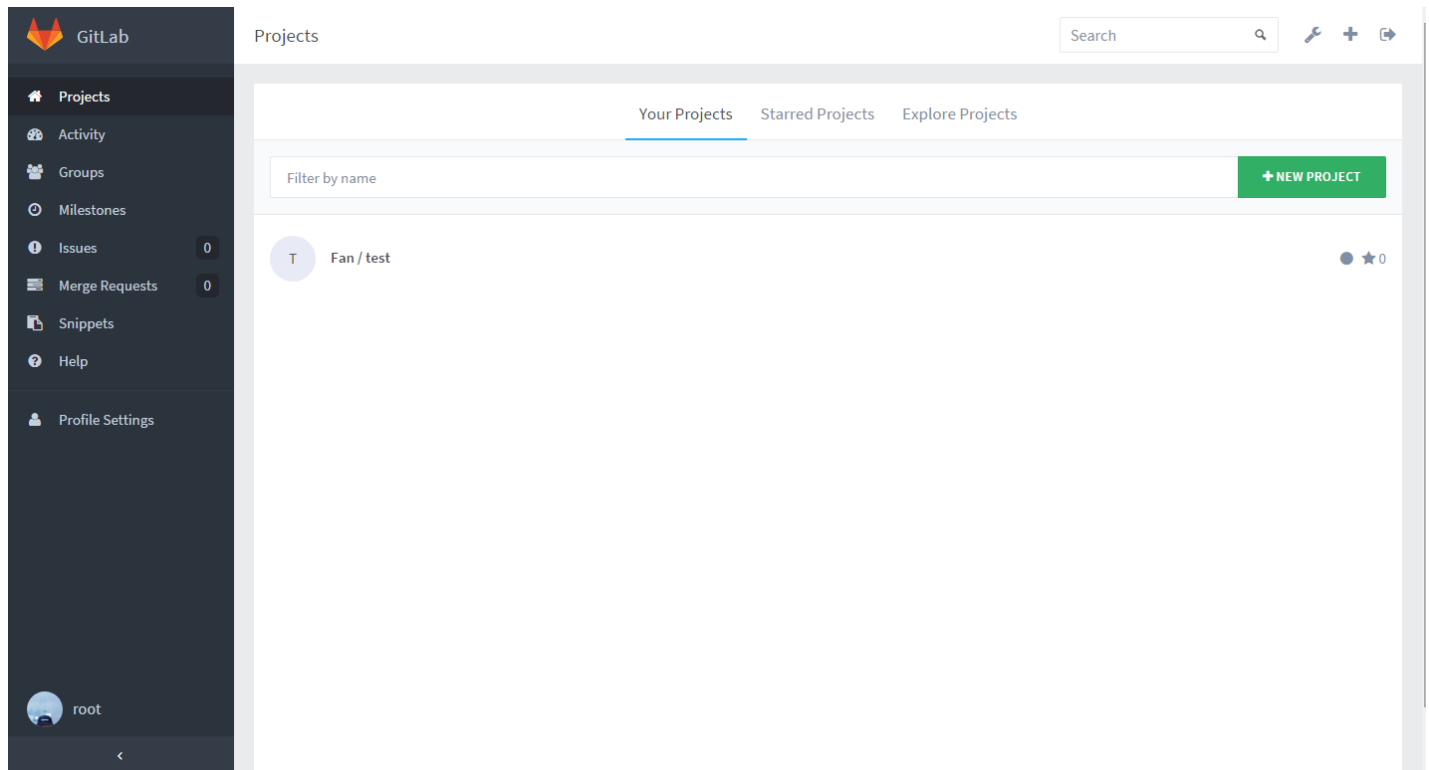 GitLab
Projects
Search
Projects
Activity
Groups
Milestones
Issues 0
Merge Requests 0
Snippets
Help
Profile Settings
root
Your Projects Starred Projects Explore Projects
Filter by name
+ NEW PROJECT
T Fan / test 0